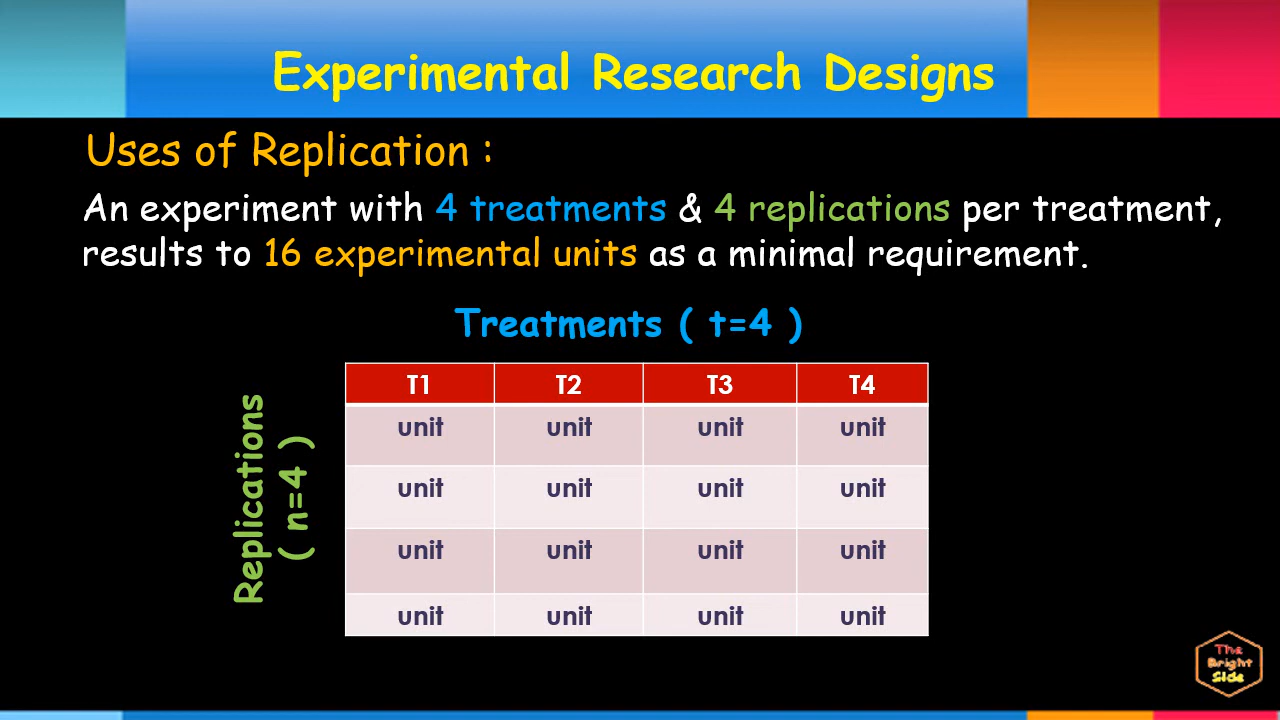 Experimental Research Designs
Uses of Replication :
An experiment with 4 treatments & 4 replications per treatment,
results to 16 experimental units as a minimal requirement.
Treatments ( t=4 )
Replications
( n=4 )
T1 T2 T3 T4
unit unit unit unit
unit unit unit unit
unit unit unit unit
unit unit unit unit
The
Bright
Side